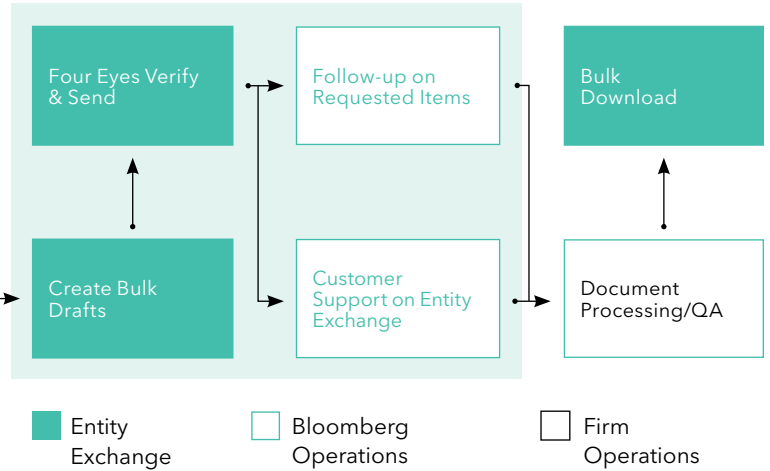 Four Eyes Verify
& Send
Follow-up on
Requested Items
Bulk
Download
Create Bulk
Drafts
Customer
Support on Entity
Exchange
Document
Processing/QA
Entity
Exchange
Bloomberg
Operations
Firm
Operations